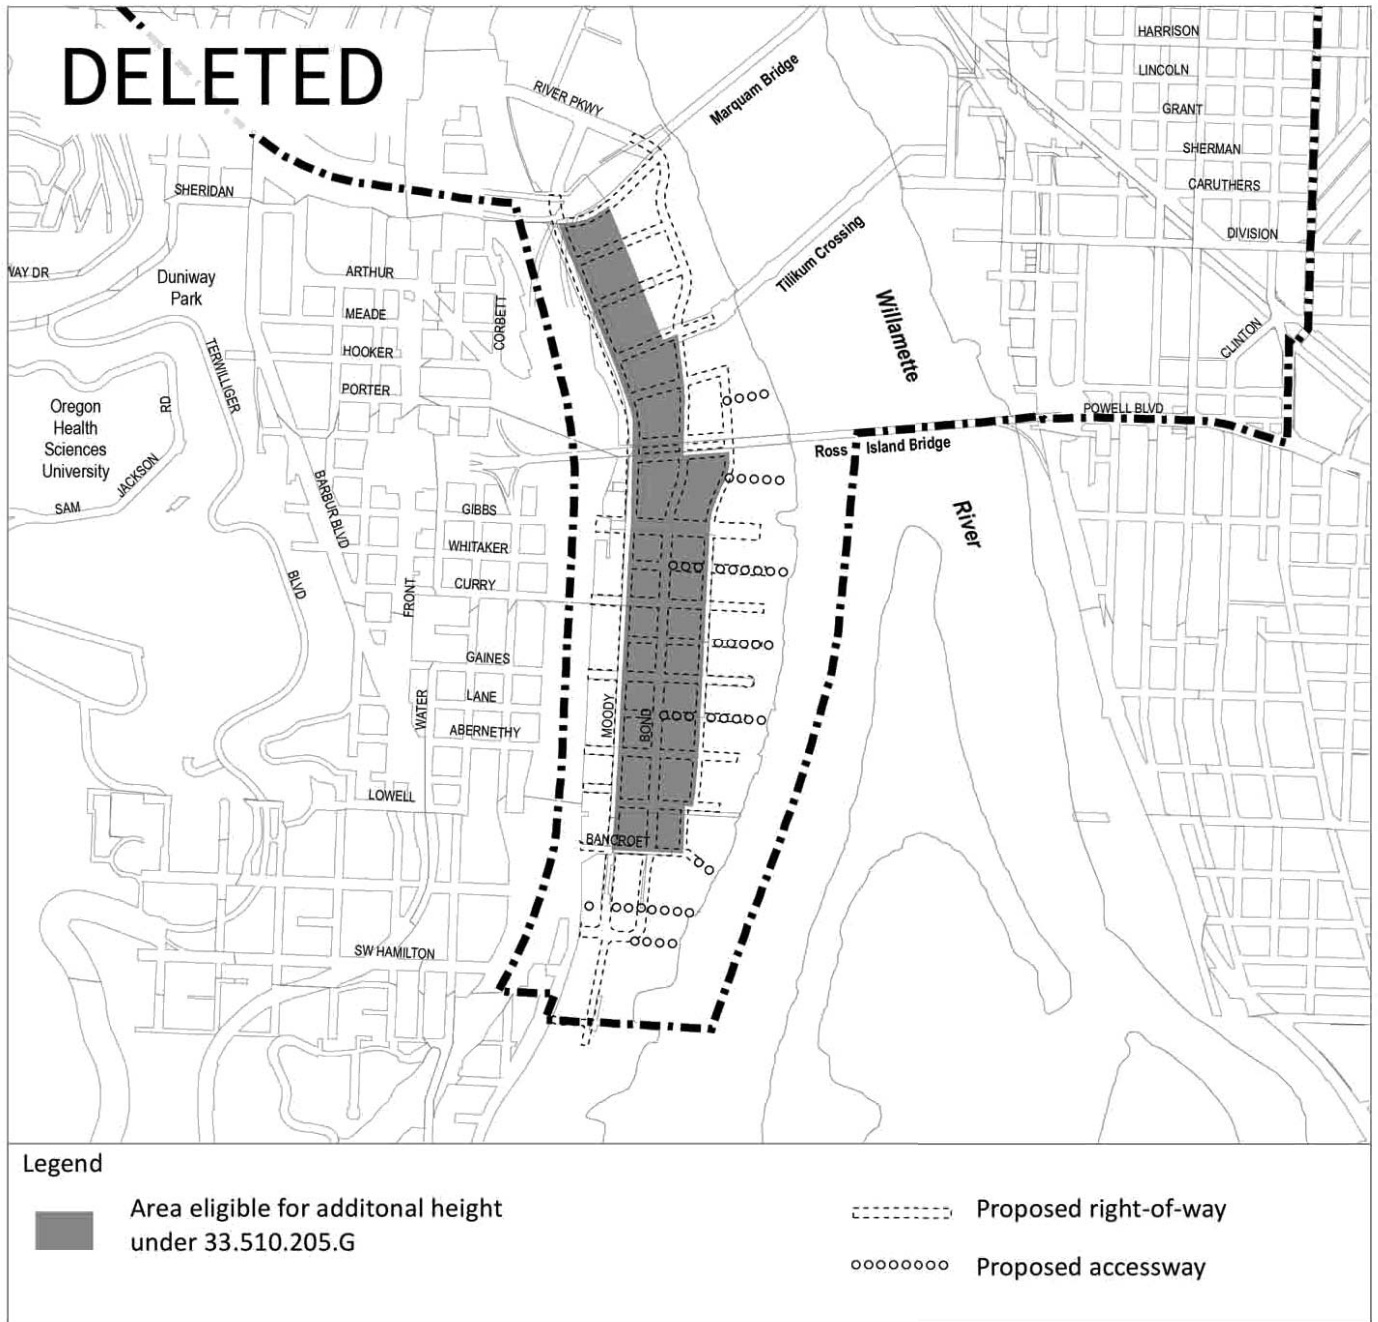 DELETED
HARRISON
LINCOLN
GRANT
SHERMAN
CARUTHERS
DIVISION
CLINTON
RIVER PKWY
Marquam Bridge
Tilikum Crossing
SHERIDAN
WAY DR
Duniway
Park
ARTHUR
MEADE
HOOKER
PORTER
CORBETT
TERWILLIGER
BLVD
Oregon
Health
Sciences
University
SAM
JACKSON
RD
BARBUR BLVD
Willamette
River
POWELL BLVD
Ross Island Bridge
GIBBS
WHITAKER
CURRY
FRONT
GAINES
LANE
WATER
ABERNETHY
MOODY
BOND
LOWELL
BANCROFT
SW HAMILTON
Legend
Area eligible for additonal height
under 33.510.205.G
Proposed right-of-way
Proposed accessway